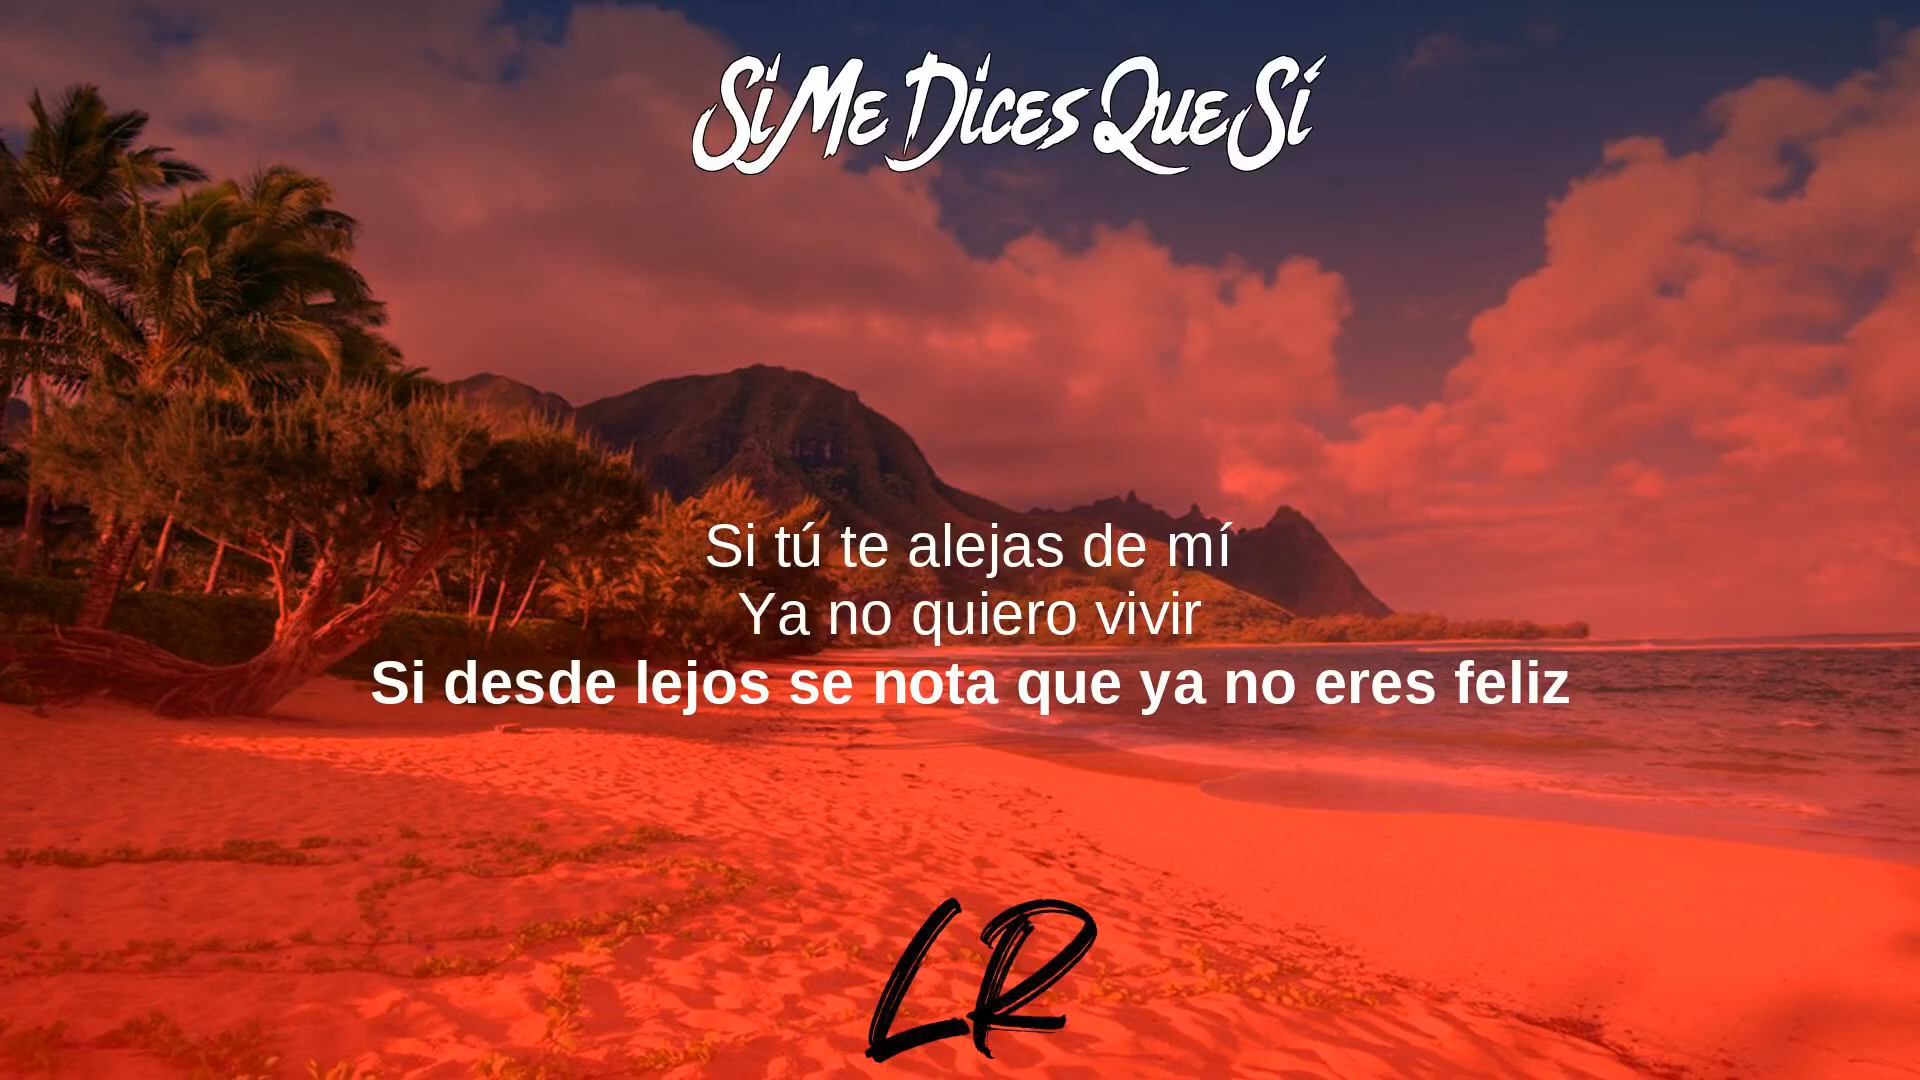 Si Me Dices Que Sí
Si tú te alejas de mí
Ya no quiero vivir
Si desde lejos se nota que ya no eres feliz
LR